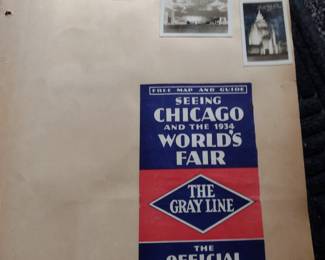 FREE MAP AND GUIDE
SEEING
CHICAGO
AND THE 1934
WORLD'S
FAIR
THE
GRAY LINE
THE
OFFICIAL